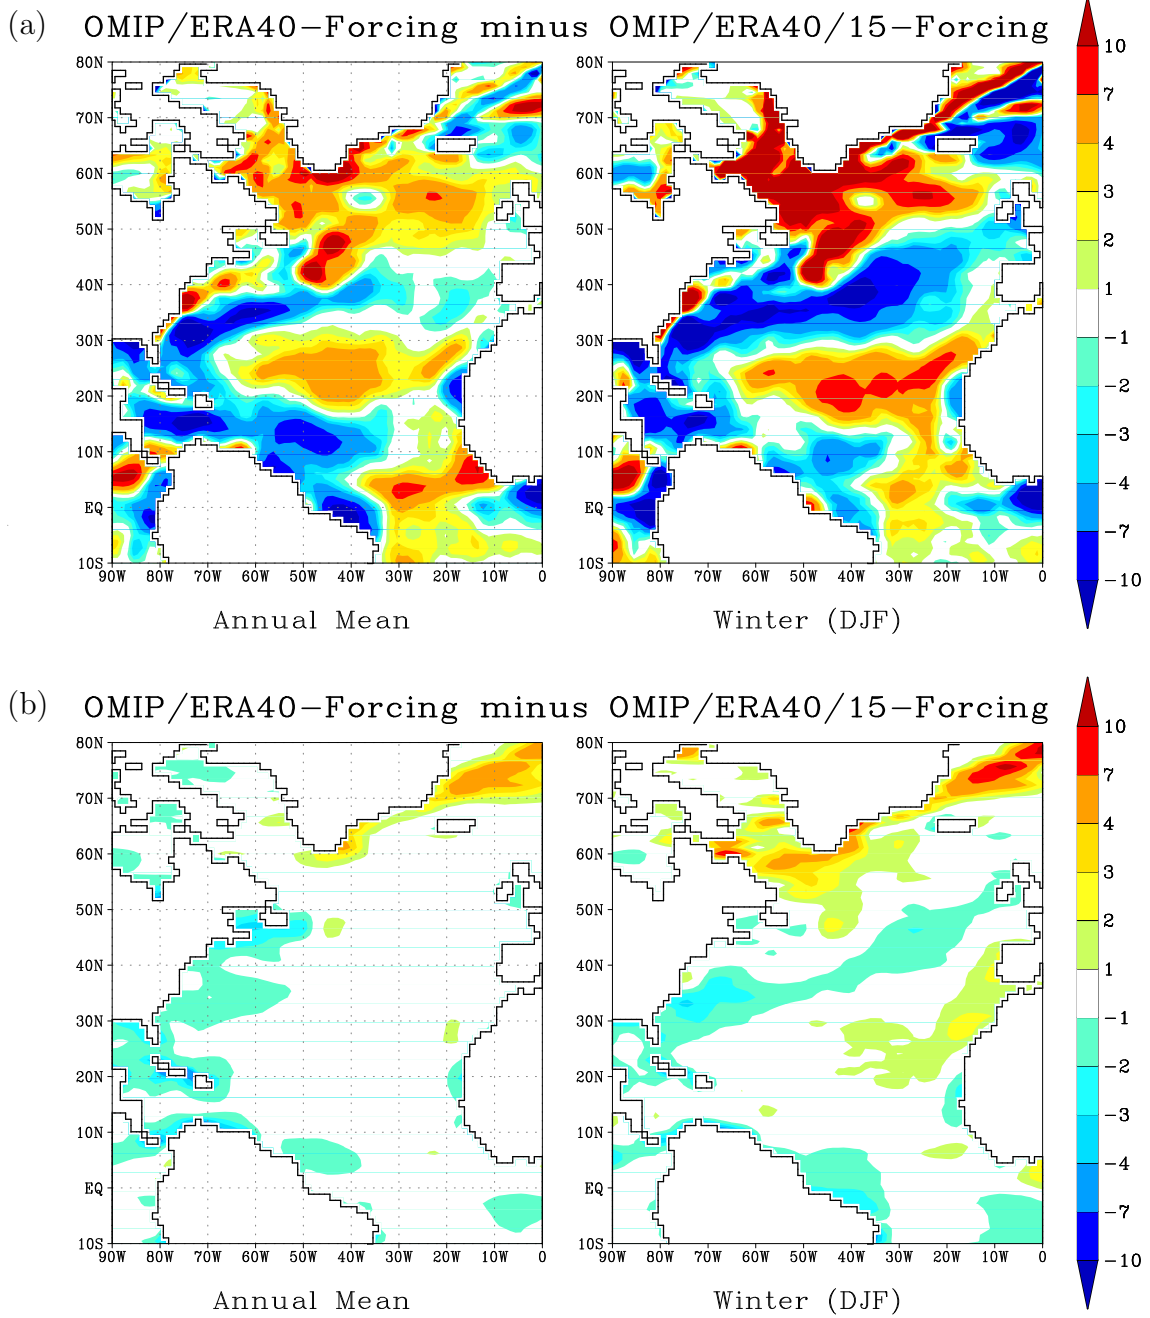 (a) OMIP/ERA40-Forcing minus OMIP/ERA40/15-Forcing
80N
70N
60N
50N
40N
30N
20N
10N
EQ
10S
90W 80W 70W 60W 50W 40W 30W 20W 10W 0
Annual Mean
80N
70N
60N
50N
40N
30N
20N
10N
EQ
10S
90W 80W 70W 60W 50W 40W 30W 20W 10W 0
Winter (DJF)
10
7
4
3
2
1
-1
-2
-3
-4
-7
-10
(b) OMIP/ERA40-Forcing minus OMIP/ERA40/15-Forcing
80N
70N
60N
50N
40N
30N
20N
10N
EQ
10S
90W 80W 70W 60W 50W 40W 30W 20W 10W 0
Annual Mean
80N
70N
60N
50N
40N
30N
20N
10N
EQ
10S
90W 80W 70W 60W 50W 40W 30W 20W 10W 0
Winter (DJF)
10
7
4
3
2
1
-1
-2
-3
-4
-7
-10